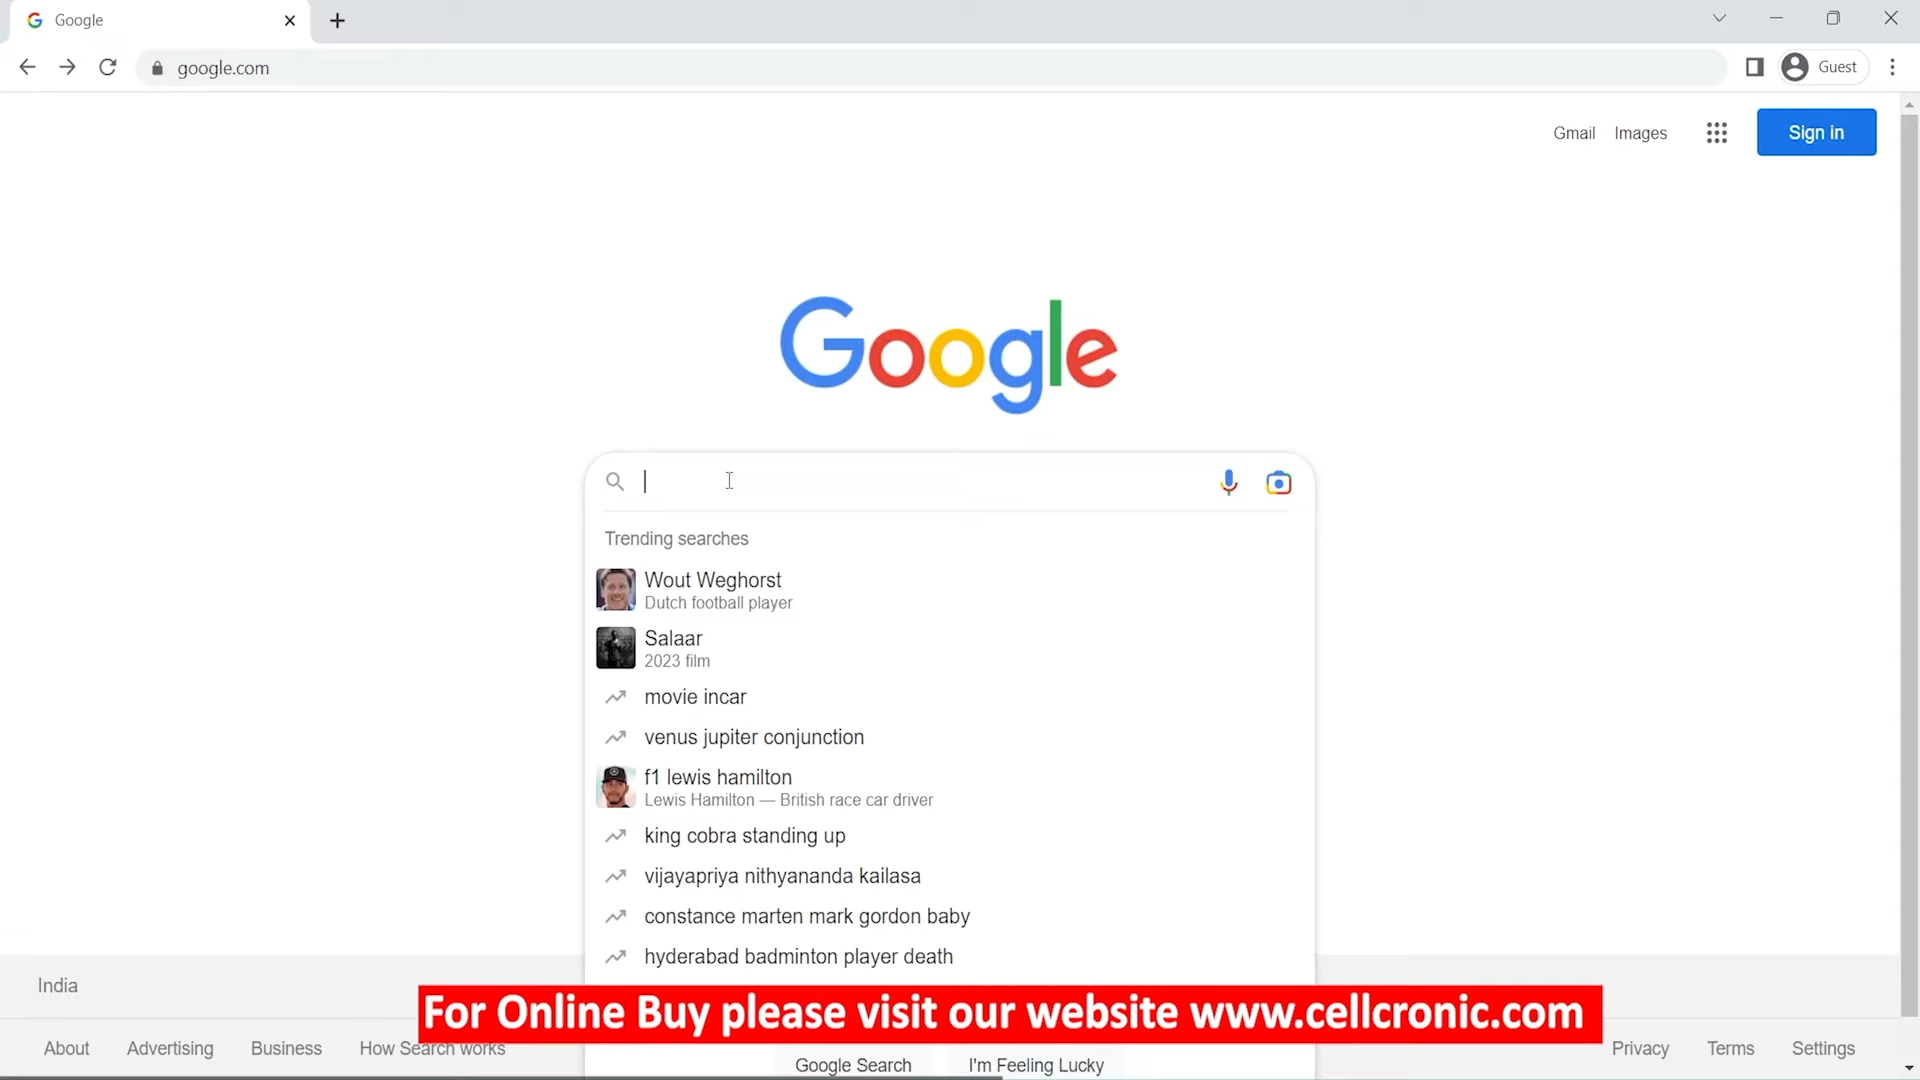 Google
google.com
Guest
Gmail Images Sign in
Google
Trending searches
Wout Weghorst
Dutch football player
Salaar
2023 film
movie incar
venus jupiter conjunction
f1 lewis hamilton
Lewis Hamilton — British race car driver
king cobra standing up
vijayapriya nithyananda kailasa
constance marten mark gordon baby
hyderabad badminton player death
India
For Online Buy please visit our website www.cellcronic.com
About Advertising Business How Search works Privacy Terms Settings
Google Search I'm Feeling Lucky